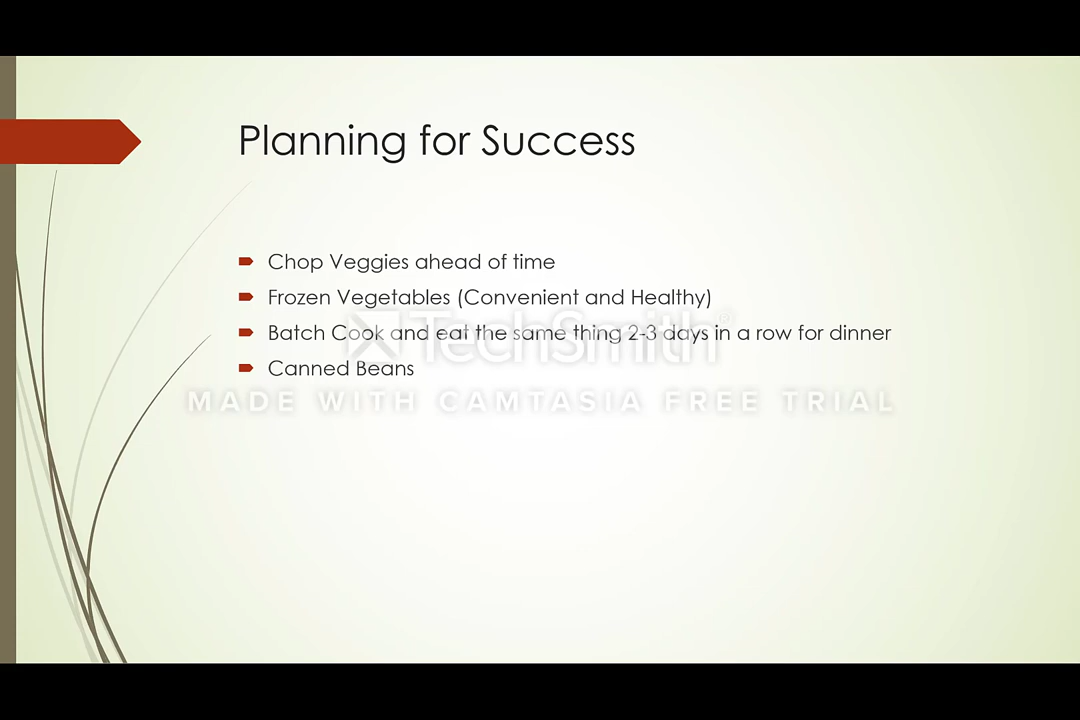 Planning for Success
Chop Veggies ahead of time
Frozen Vegetables (Convenient and Healthy)
Batch Cook and eat the same thing 2-3 days in a row for dinner
TechSmith®
Canned Beans
MADE WITH CAMTASIA FREE TRIAL